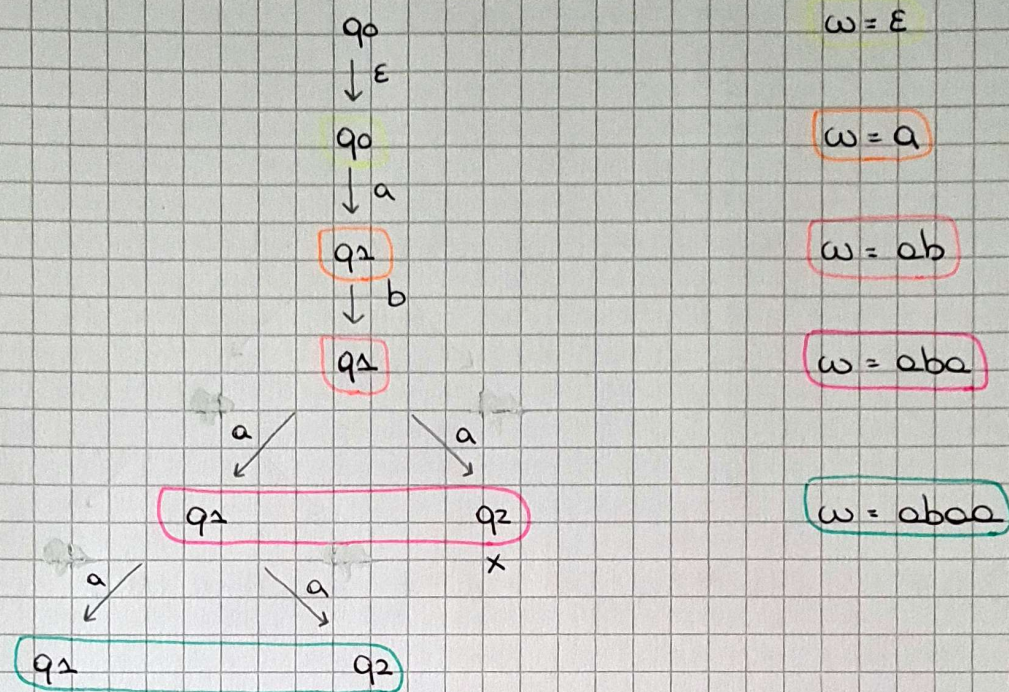 q0 ω = ε
↓ ε
q0 ω = a
↓ a
q1 ω = ab
↓ b
q1 ω = aba
a a
q1 q2 ω = abaa
x
a a
q1 q2